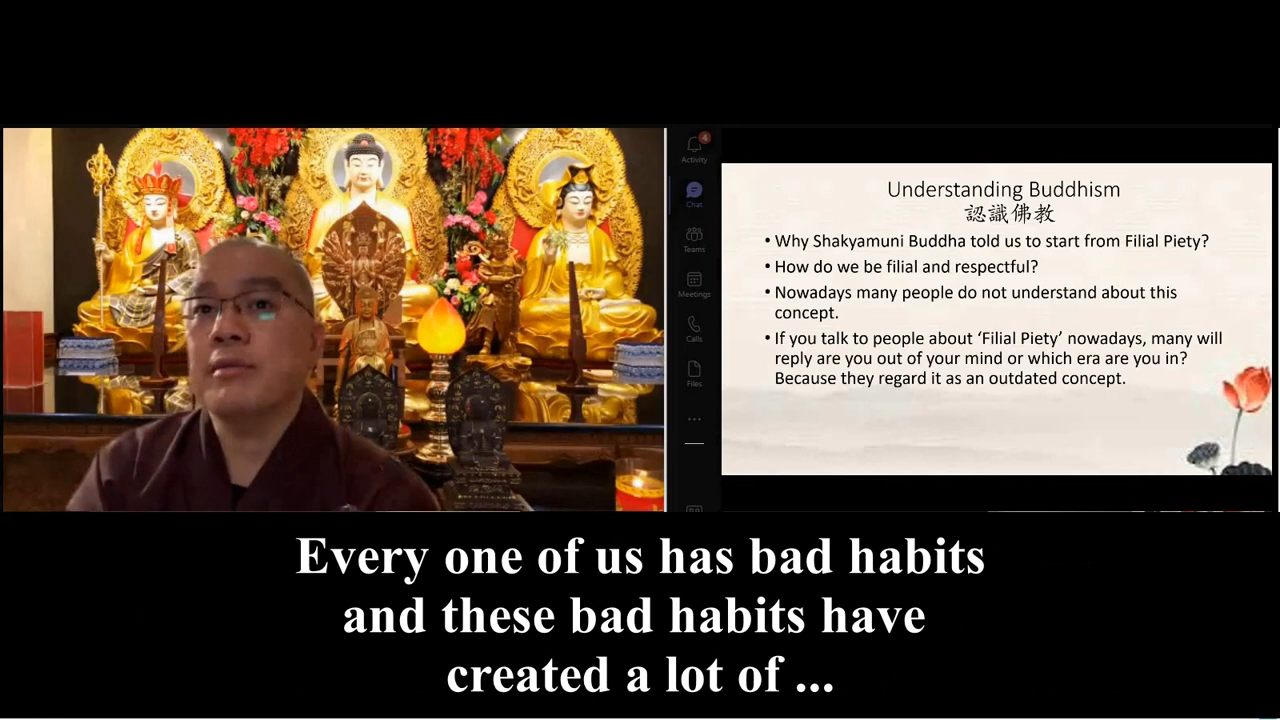 4
Activity
Chat
Teams
Meetings
Calls
Files
Understanding Buddhism
認識佛教
• Why Shakyamuni Buddha told us to start from Filial Piety?
• How do we be filial and respectful?
• Nowadays many people do not understand about this
concept.
• If you talk to people about ‘Filial Piety’ nowadays, many will
reply are you out of your mind or which era are you in?
Because they regard it as an outdated concept.
Every one of us has bad habits
and these bad habits have
created a lot of ...